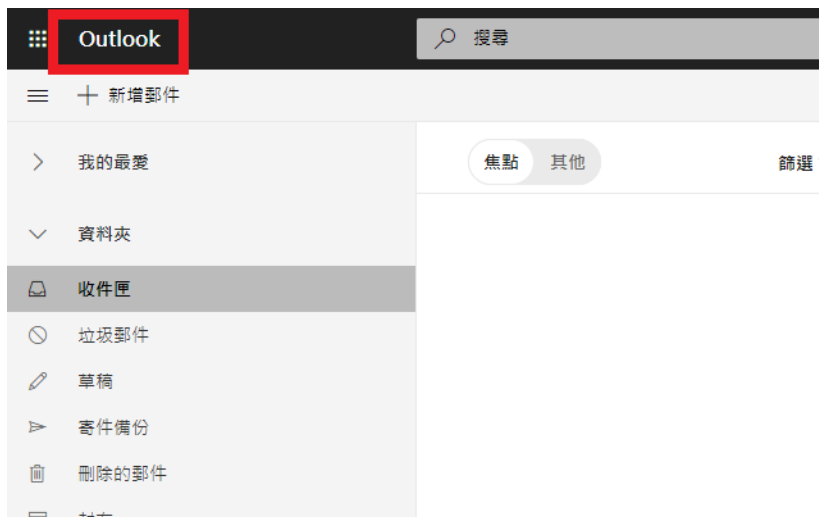 Outlook
搜尋
新增郵件
我的最愛
焦點 其他
篩選
資料夾
收件匣
垃圾郵件
草稿
寄件備份
刪除的郵件